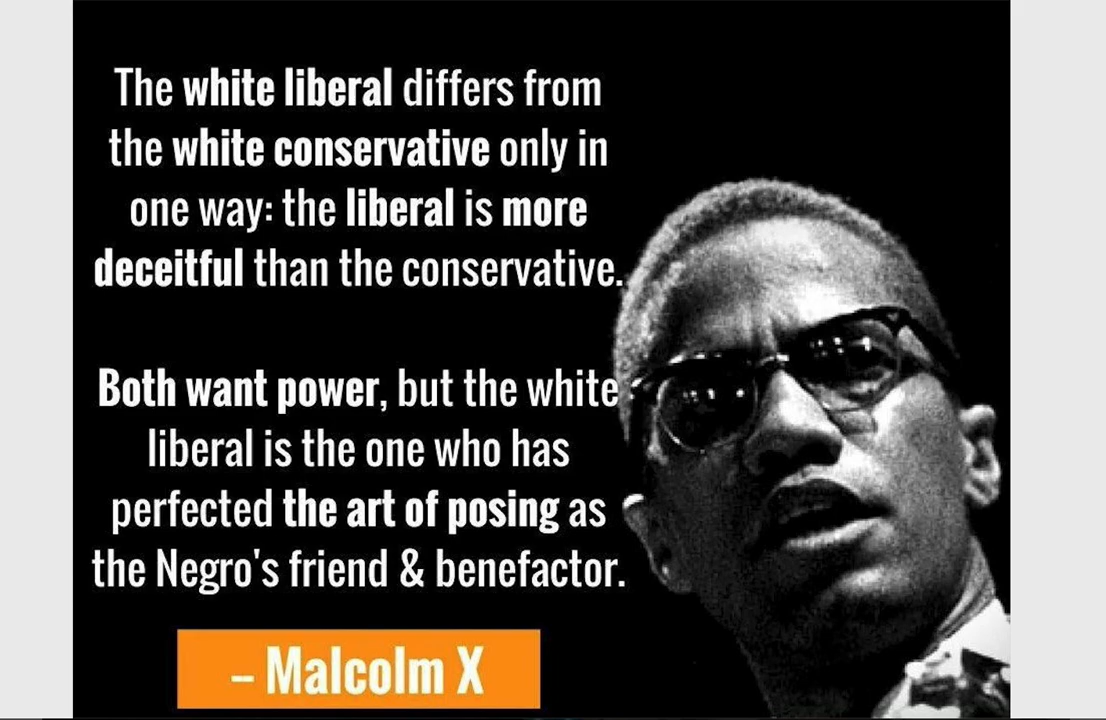 The white liberal differs from
the white conservative only in
one way: the liberal is more
deceitful than the conservative.
Both want power, but the white
liberal is the one who has
perfected the art of posing as
the Negro's friend & benefactor.
– Malcolm X